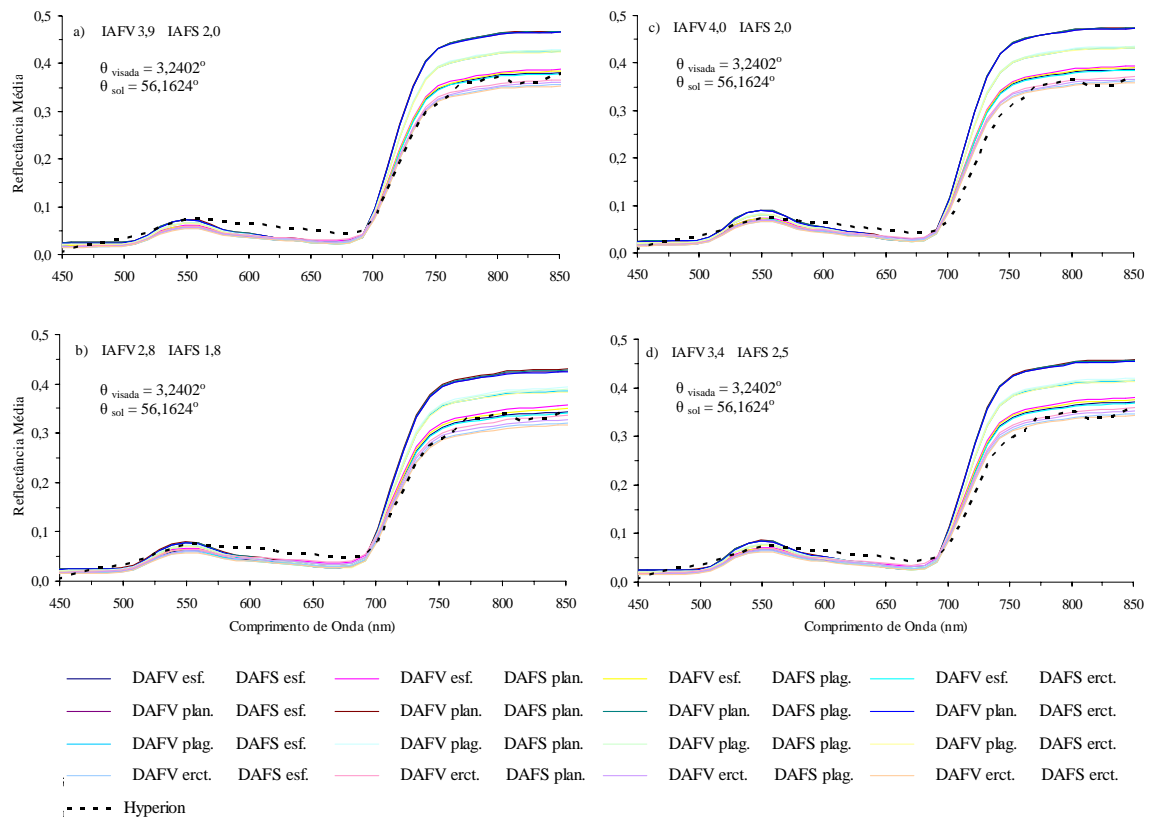 a) IAFV 3,9 IAFS 2,0
θ visada = 3,2402º
θ sol = 56,1624º
Reflectância Média
0,5
0,4
0,3
0,2
0,1
0,0
450 500 550 600 650 700 750 800 850
c) IAFV 4,0 IAFS 2,0
θ visada = 3,2402º
θ sol = 56,1624º
0,5
0,4
0,3
0,2
0,1
0,0
450 500 550 600 650 700 750 800 850
b) IAFV 2,8 IAFS 1,8
θ visada = 3,2402º
θ sol = 56,1624º
Reflectância Média
0,5
0,4
0,3
0,2
0,1
0,0
450 500 550 600 650 700 750 800 850
Comprimento de Onda (nm)
d) IAFV 3,4 IAFS 2,5
θ visada = 3,2402º
θ sol = 56,1624º
0,5
0,4
0,3
0,2
0,1
0,0
450 500 550 600 650 700 750 800 850
Comprimento de Onda (nm)
DAFV esf. DAFS esf. DAFV esf. DAFS plan. DAFV esf. DAFS plag. DAFV esf. DAFS erct.
DAFV plan. DAFS esf. DAFV plan. DAFS plan. DAFV plan. DAFS plag. DAFV plan. DAFS erct.
DAFV plag. DAFS esf. DAFV plag. DAFS plan. DAFV plag. DAFS plag. DAFV plag. DAFS erct.
DAFV erct. DAFS esf. DAFV erct. DAFS plan. DAFV erct. DAFS plag. DAFV erct. DAFS erct.
Hyperion